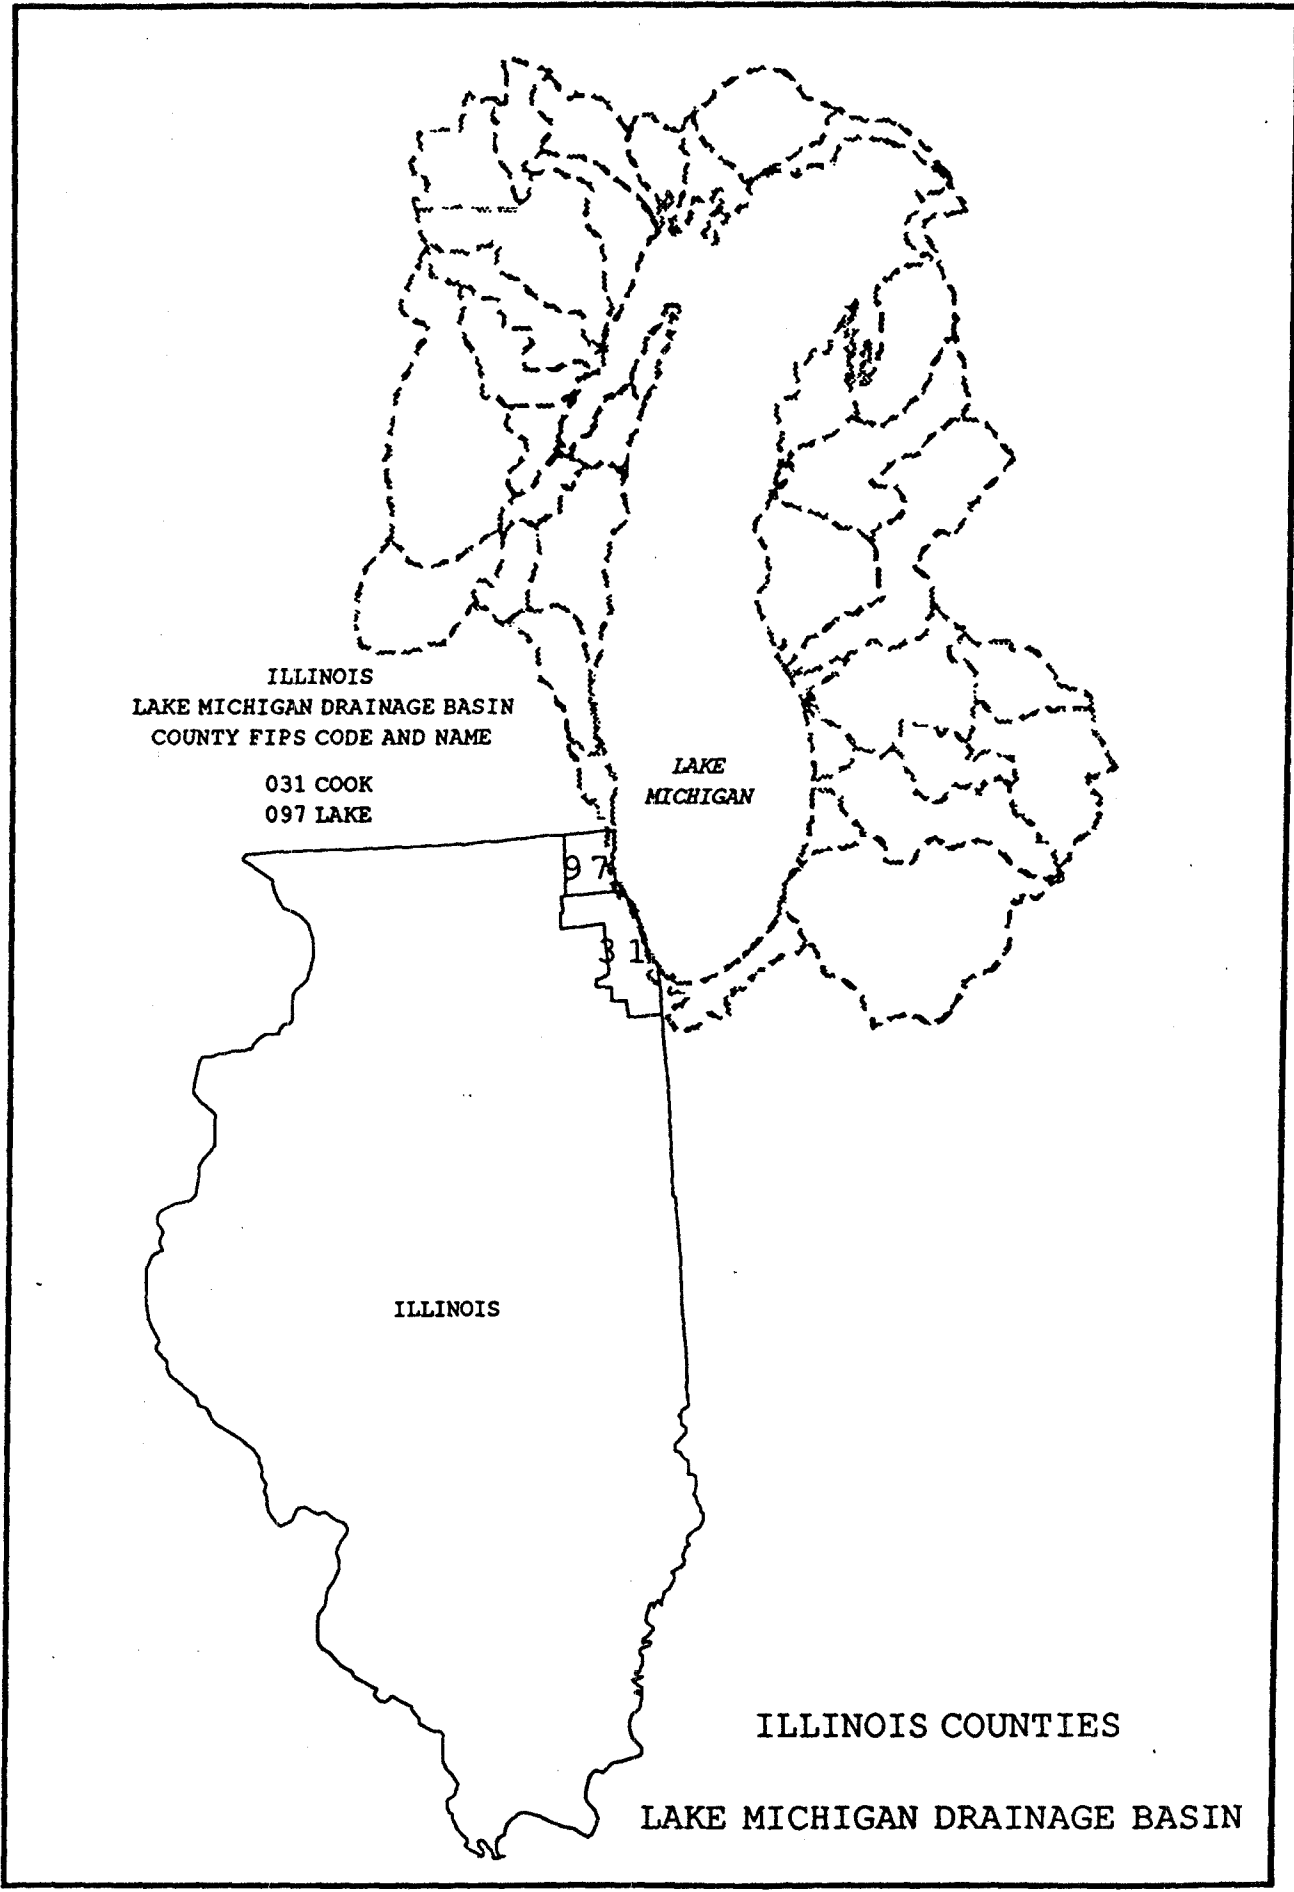 ILLINOIS
LAKE MICHIGAN DRAINAGE BASIN
COUNTY FIPS CODE AND NAME
031 COOK
097 LAKE
LAKE
MICHIGAN
97
31
ILLINOIS
ILLINOIS COUNTIES
LAKE MICHIGAN DRAINAGE BASIN